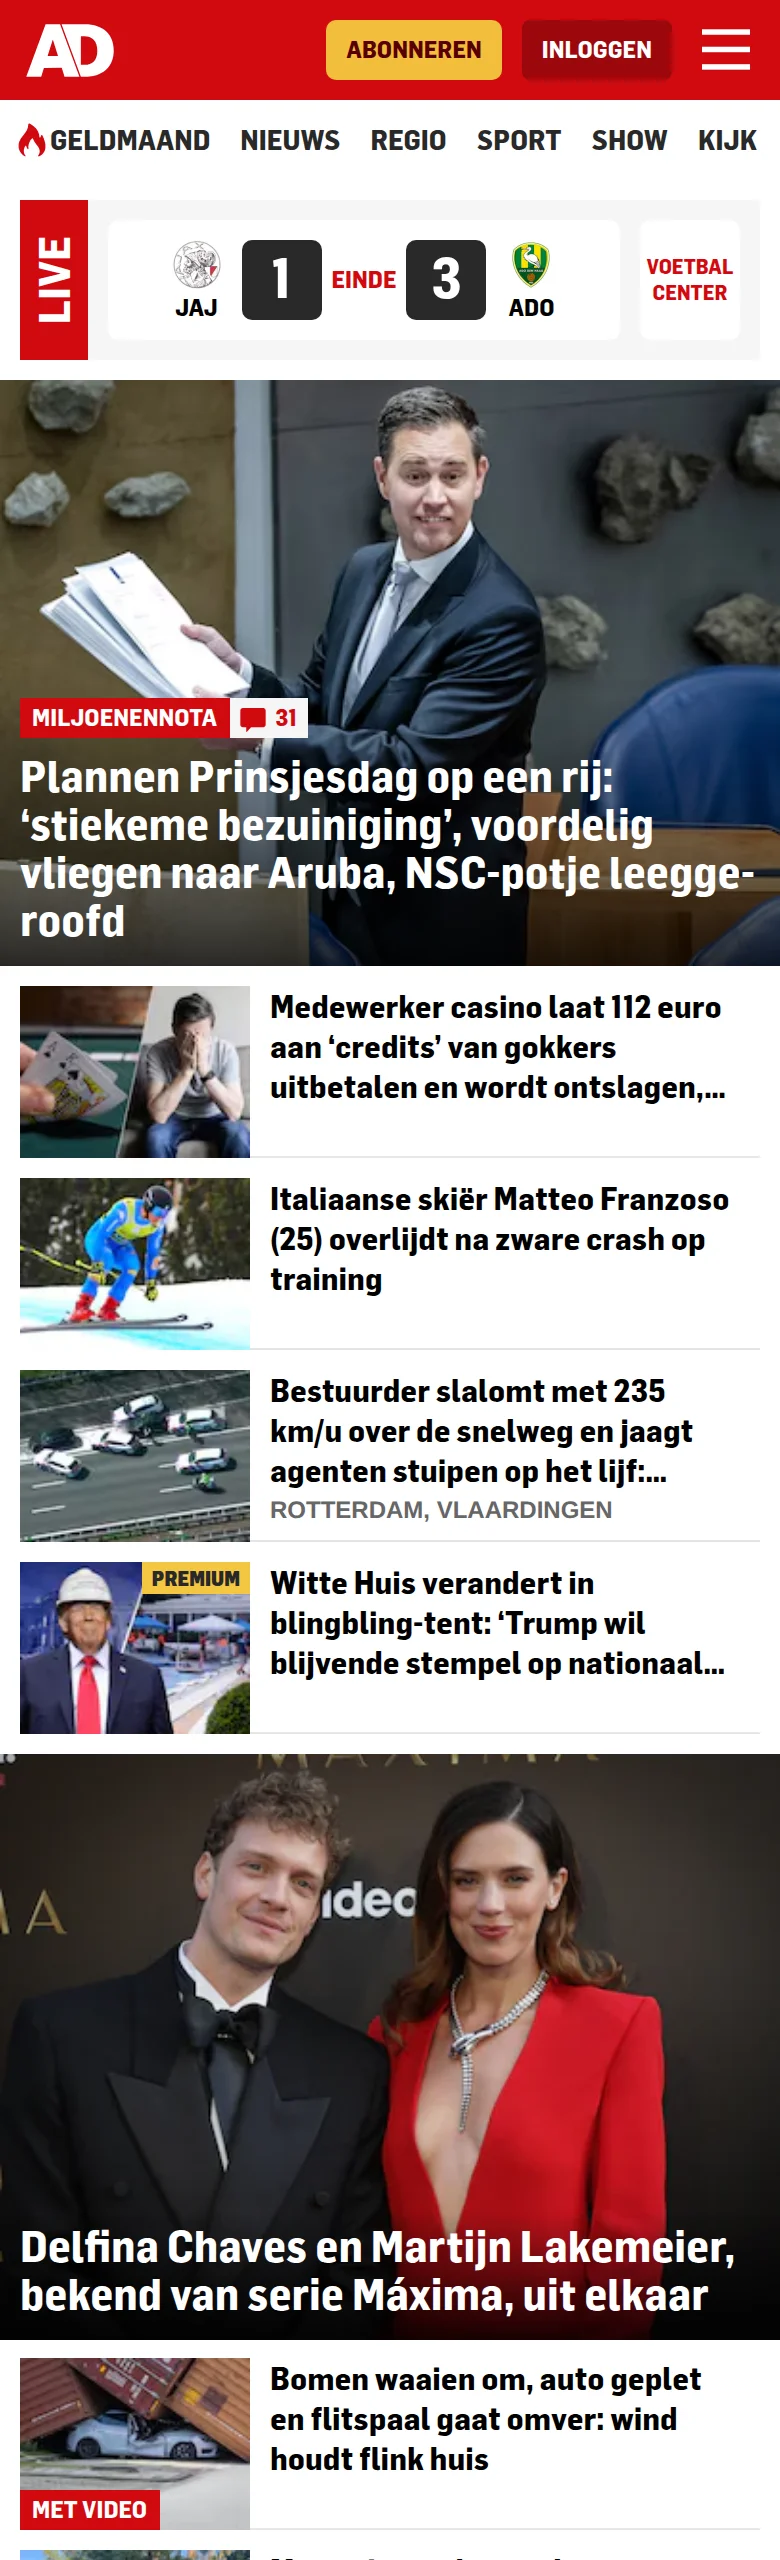 AD
ABONNEREN
INLOGGEN
GELDMAAND NIEUWS REGIO SPORT SHOW KIJK
LIVE
JAJ
1
EINDE
3
ADO
VOETBAL
CENTER
MILJOENENNOTA
31
Plannen Prinsjesdag op een rij:
‘stiekeme bezuiniging’, voordelig
vliegen naar Aruba, NSC-potje leegge-
roofd
Medewerker casino laat 112 euro
aan ‘credits’ van gokkers
uitbetalen en wordt ontslagen,...
Italiaanse skiër Matteo Franzoso
(25) overlijdt na zware crash op
training
Bestuurder slalomt met 235
km/u over de snelweg en jaagt
agenten stuipen op het lijf:...
ROTTERDAM, VLAARDINGEN
PREMIUM
Witte Huis verandert in
blingbling-tent: ‘Trump wil
blijvende stempel op nationaal...
MAXIMA
MA
ideo
Delfina Chaves en Martijn Lakemeier,
bekend van serie Máxima, uit elkaar
Bomen waaien om, auto geplet
en flitspaal gaat omver: wind
houdt flink huis
MET VIDEO